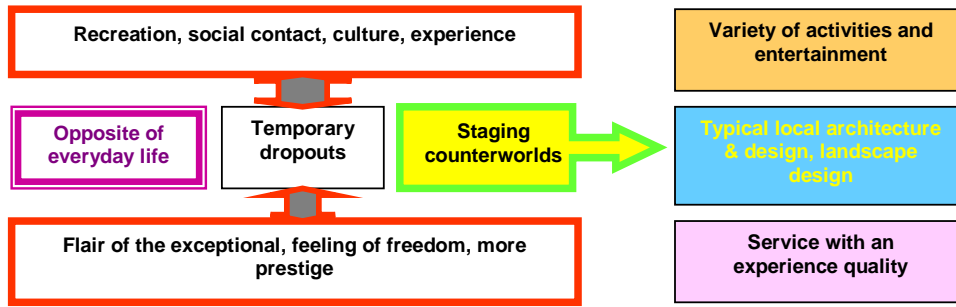 Recreation, social contact, culture, experience
Variety of activities and
entertainment
Opposite of
everyday life
Temporary
dropouts
Staging
counterworlds
Typical local architecture
& design, landscape
design
Flair of the exceptional, feeling of freedom, more
prestige
Service with an
experience quality